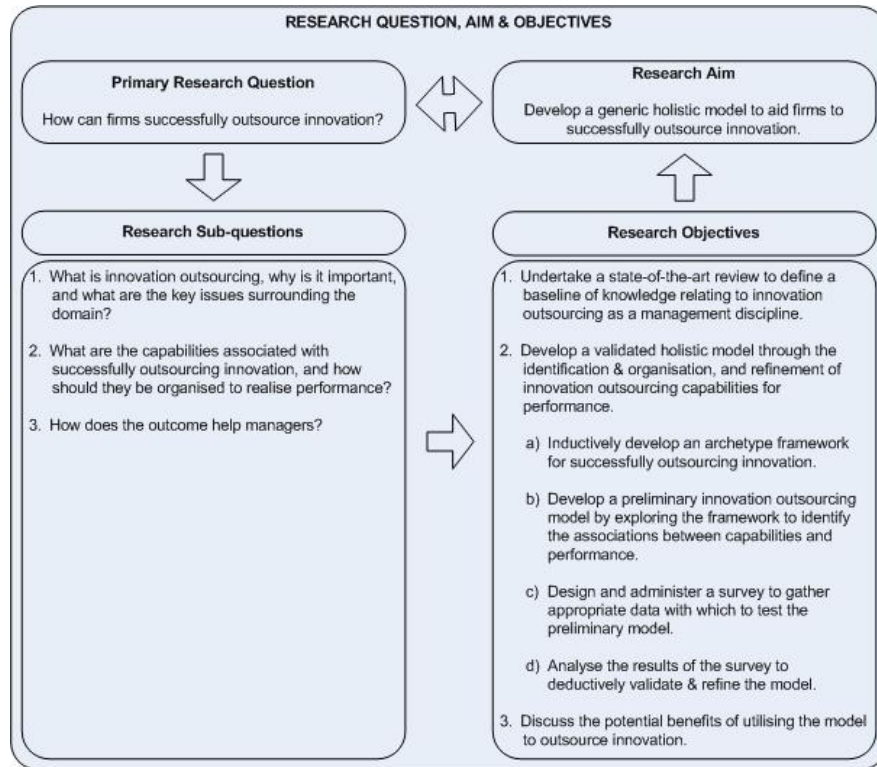 RESEARCH QUESTION, AIM & OBJECTIVES
Primary Research Question
How can firms successfully outsource innovation?
Research Aim
Develop a generic holistic model to aid firms to
successfully outsource innovation.
Research Sub-questions
1. What is innovation outsourcing, why is it important,
and what are the key issues surrounding the
domain?
2. What are the capabilities associated with
successfully outsourcing innovation, and how
should they be organised to realise performance?
3. How does the outcome help managers?
Research Objectives
1. Undertake a state-of-the-art review to define a
baseline of knowledge relating to innovation
outsourcing as a management discipline.
2. Develop a validated holistic model through the
identification & organisation, and refinement of
innovation outsourcing capabilities for
performance.
a) Inductively develop an archetype framework
for successfully outsourcing innovation.
b) Develop a preliminary innovation outsourcing
model by exploring the framework to identify
the associations between capabilities and
performance.
c) Design and administer a survey to gather
appropriate data with which to test the
preliminary model.
d) Analyse the results of the survey to
deductively validate & refine the model.
3. Discuss the potential benefits of utilising the model
to outsource innovation.